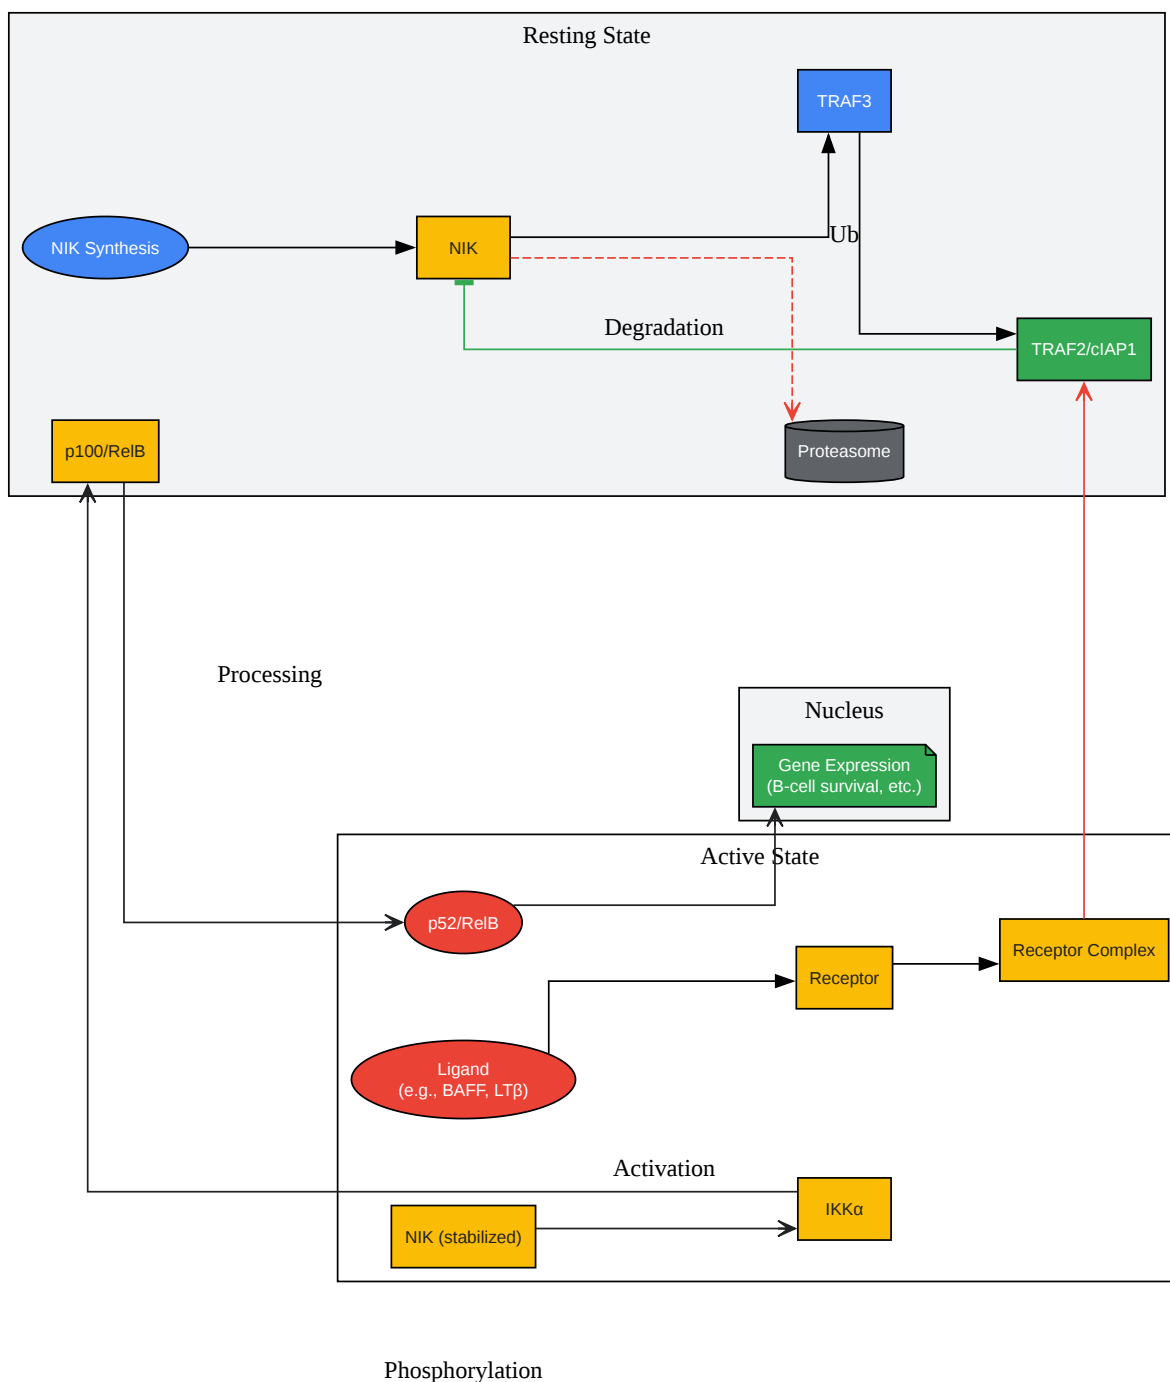 Resting State
TRAF3
NIK Synthesis
NIK
Ub
Degradation
TRAF2/cIAP1
p100/RelB
Proteasome
Processing
Nucleus
Gene Expression
(B-cell survival, etc.)
Active State
p52/RelB
Receptor Complex
Receptor
Ligand
(e.g., BAFF, LTβ)
Activation
IKKα
NIK (stabilized)
Phosphorylation